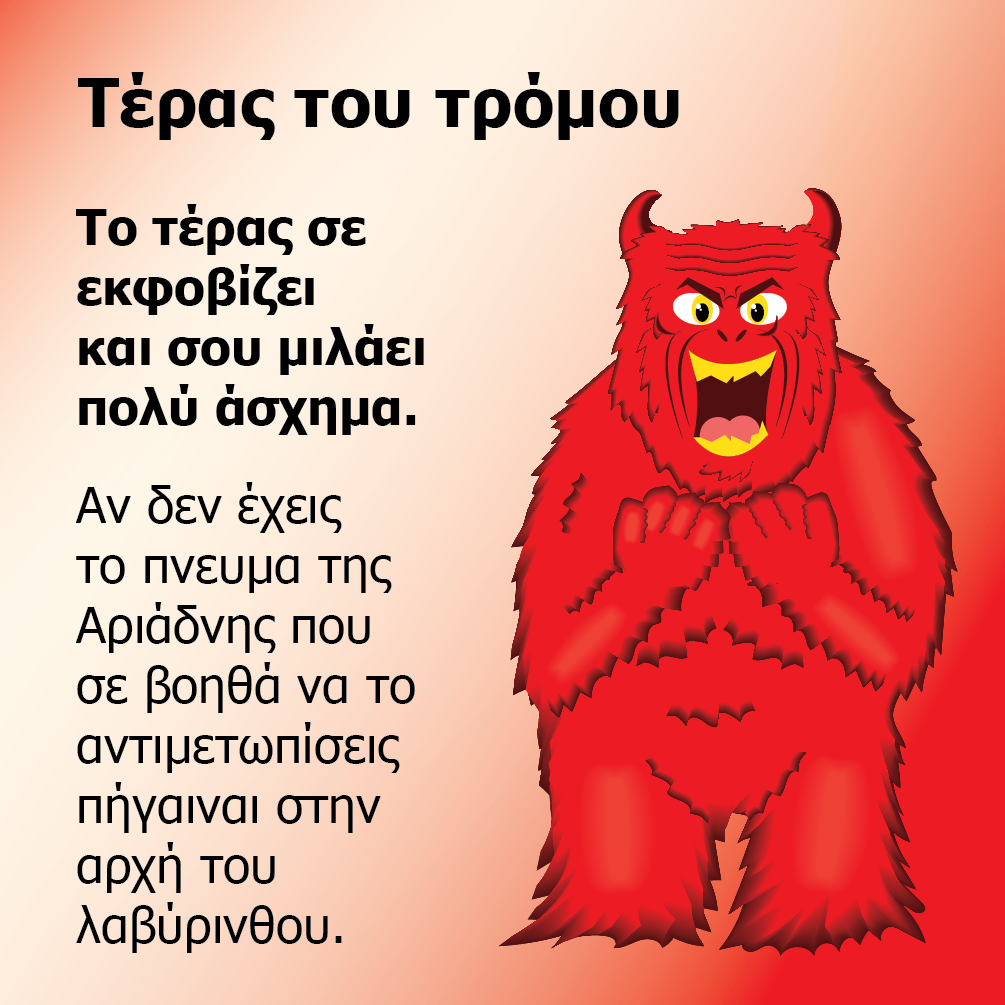 Τέρας του τρόμου
Το τέρας σε
εκφοβίζει
και σου μιλάει
πολύ άσχημα.
Αν δεν έχεις
το πνευμα της
Αριάδνης που
σε βοηθά να το
αντιμετωπίσεις
πήγαιναι στην
αρχή του
λαβύρινθου.